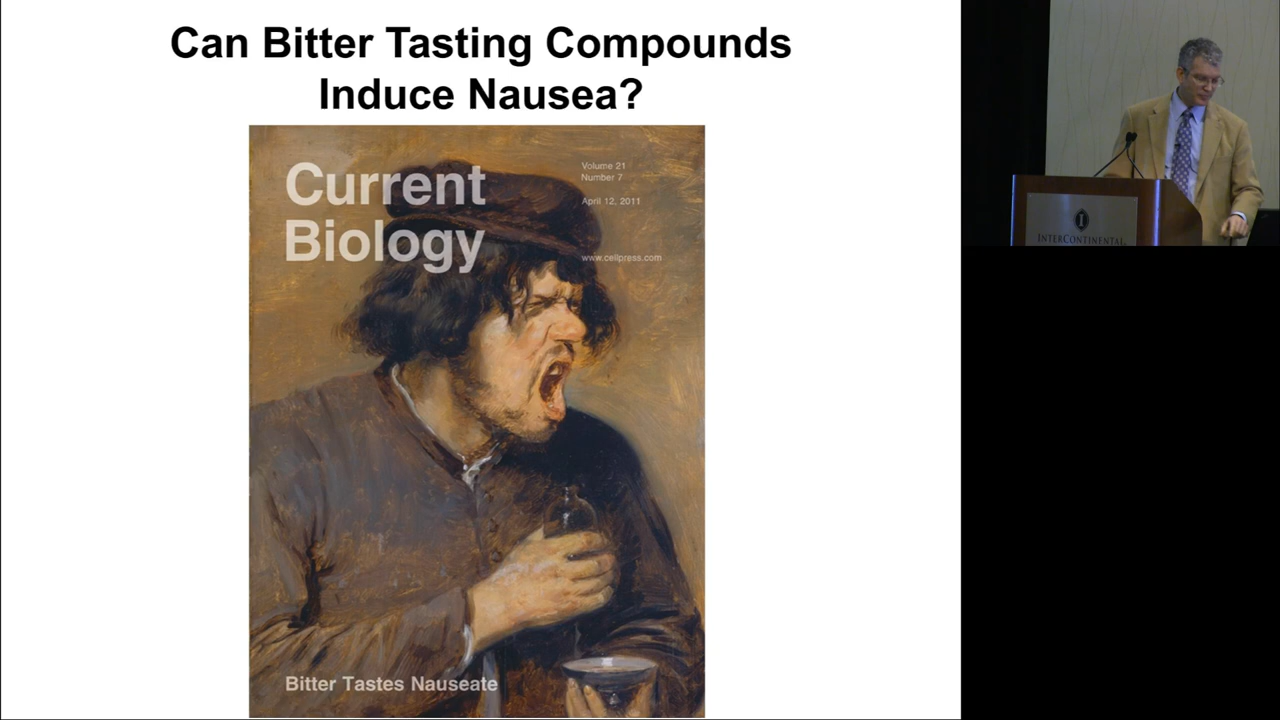 Can Bitter Tasting Compounds
Induce Nausea?
Current
Biology
Volume 21
Number 7
April 12, 2011
www.cellpress.com
Bitter Tastes Nauseate
I
INTERCONTINENTAL